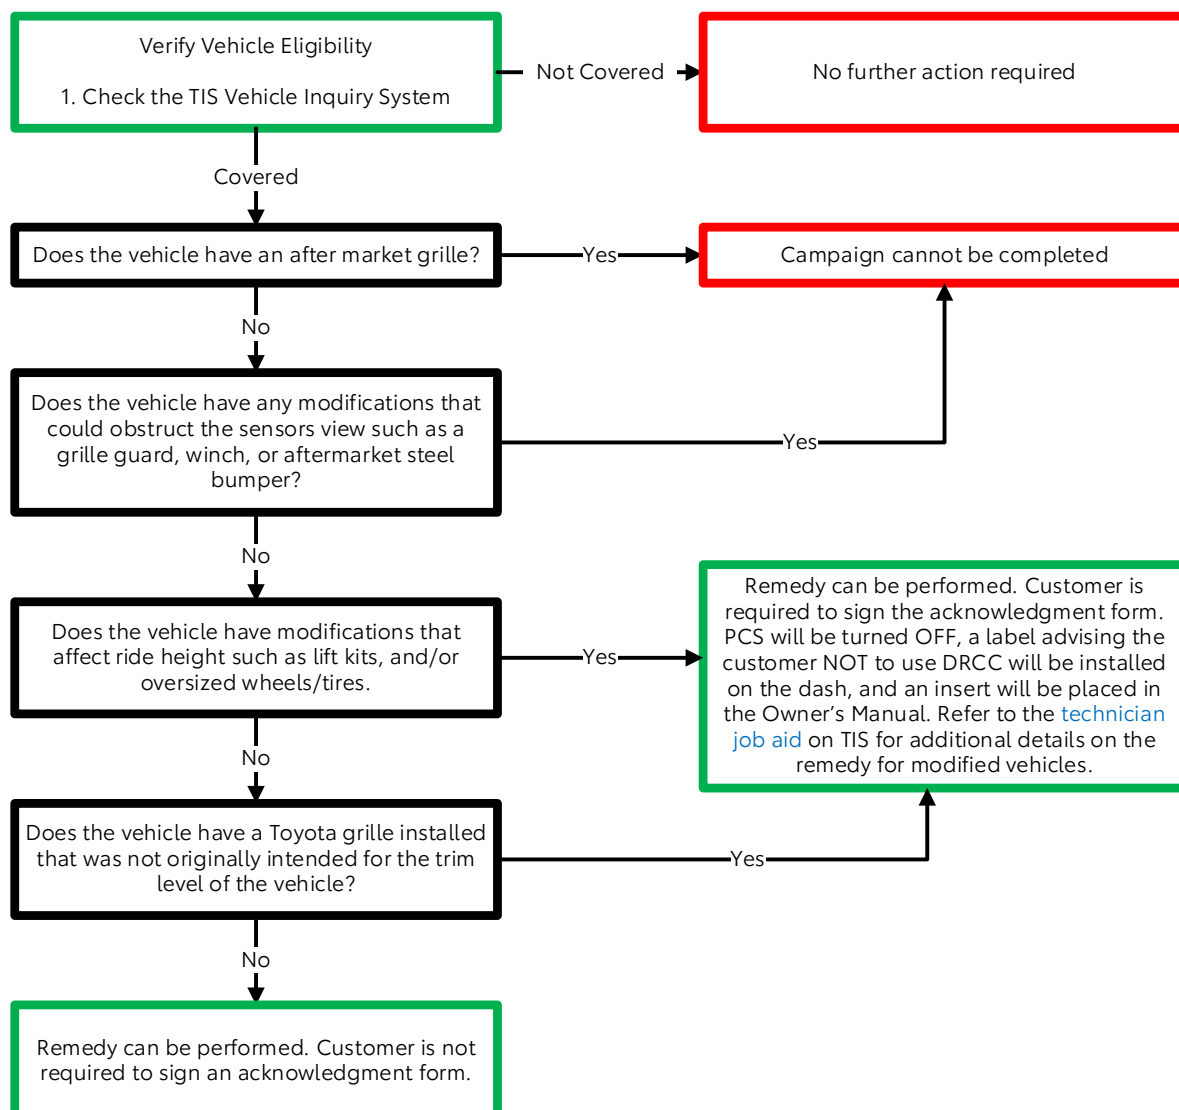 Verify Vehicle Eligibility
1. Check the TIS Vehicle Inquiry System
Not Covered
No further action required
Covered
Does the vehicle have an after market grille?
Yes
Campaign cannot be completed
No
Does the vehicle have any modifications that
could obstruct the sensors view such as a
grille guard, winch, or aftermarket steel
bumper?
Yes
No
Does the vehicle have modifications that
affect ride height such as lift kits, and/or
oversized wheels/tires.
Yes
Remedy can be performed. Customer is
required to sign the acknowledgment form.
PCS will be turned OFF, a label advising the
customer NOT to use DRCC will be installed
on the dash, and an insert will be placed in
the Owner’s Manual. Refer to the technician
job aid on TIS for additional details on the
remedy for modified vehicles.
No
Does the vehicle have a Toyota grille installed
that was not originally intended for the trim
level of the vehicle?
Yes
No
Remedy can be performed. Customer is not
required to sign an acknowledgment form.